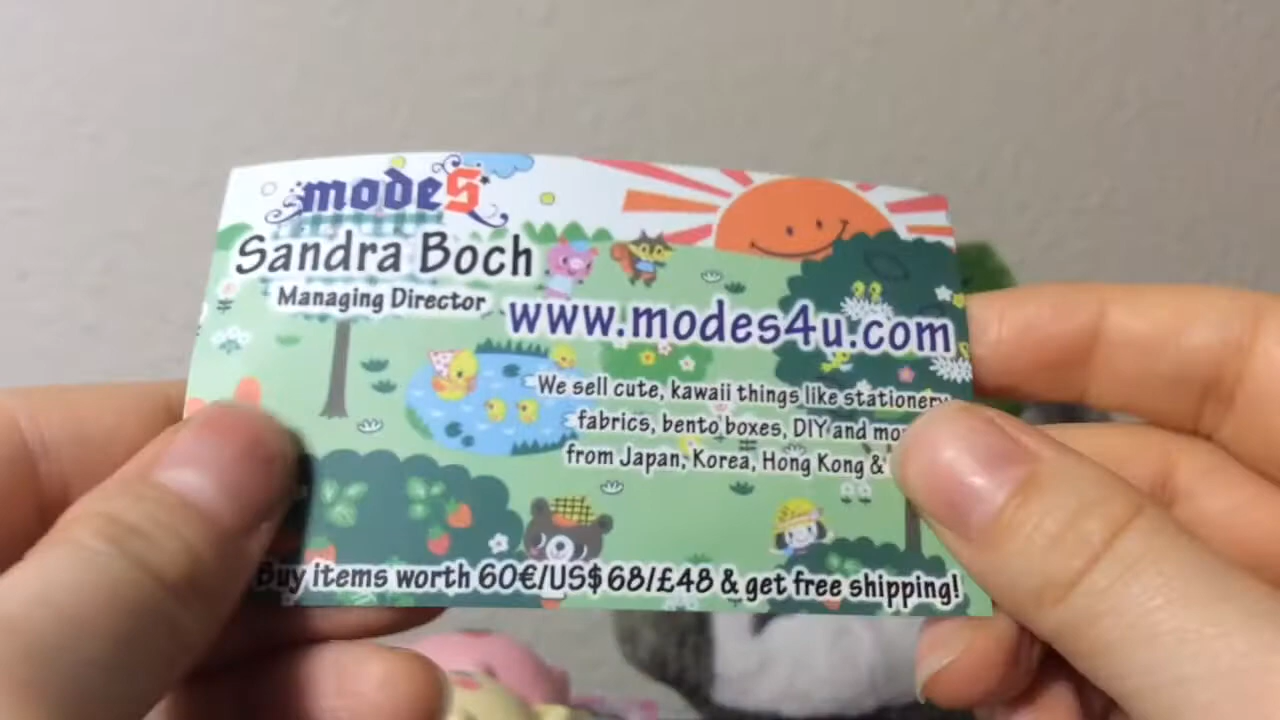 modeS
Sandra Boch
Managing Director
www.modes4u.com
We sell cute, kawaii things like stationery,
fabrics, bento boxes, DIY and
from Japan, Korea, Hong Kong &
Buy items worth 60€/US$68/£48 & get free shipping!